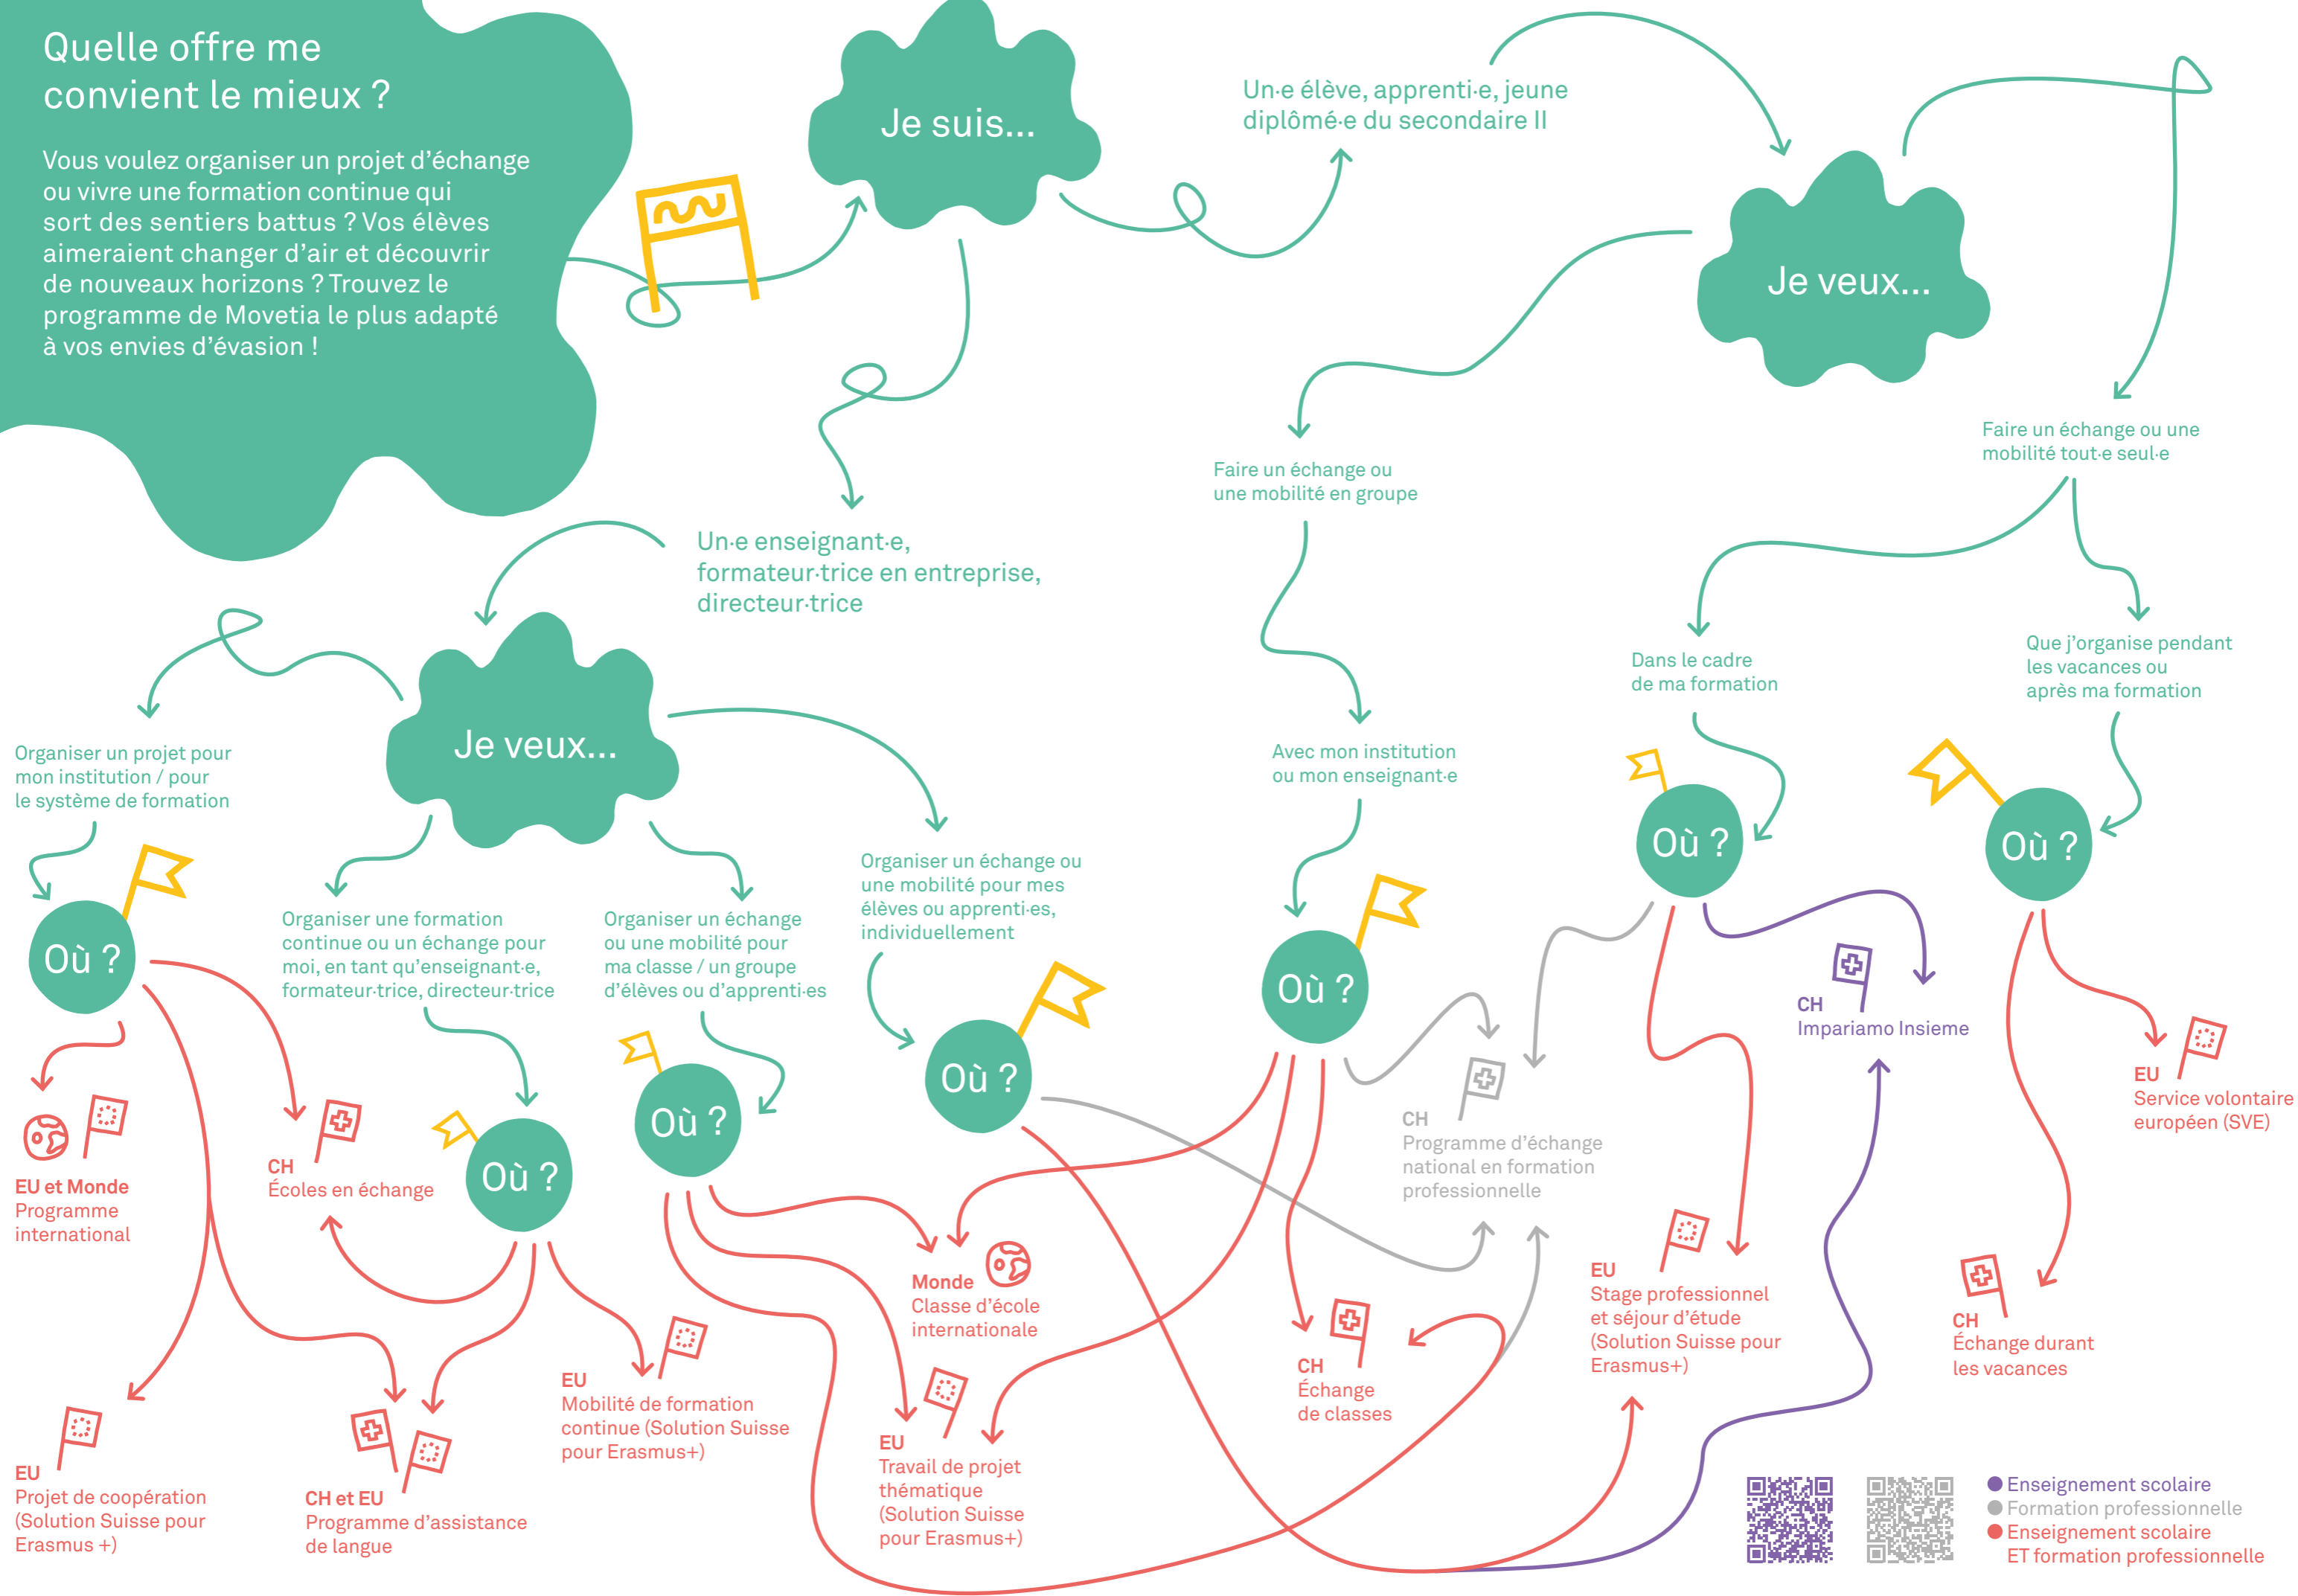 Quelle offre me
convient le mieux ?
Vous voulez organiser un projet d'échange
ou vivre une formation continue qui
sort des sentiers battus ? Vos élèves
aimeraient changer d'air et découvrir
de nouveaux horizons ? Trouvez le
programme de Movetia le plus adapté
à vos envies d'évasion !
Je suis...
Un·e élève, apprenti·e, jeune
diplômé·e du secondaire II
Je veux...
Faire un échange ou une
mobilité tout·e seul·e
Faire un échange ou
une mobilité en groupe
Un·e enseignant·e,
formateur·trice en entreprise,
directeur·trice
Dans le cadre
de ma formation
Que j'organise pendant
les vacances ou
après ma formation
Je veux...
Organiser un projet pour
mon institution / pour
le système de formation
Avec mon institution
ou mon enseignant·e
Où ?
Où ?
Organiser un échange ou
une mobilité pour mes
élèves ou apprenti·es,
individuellement
Organiser une formation
continue ou un échange pour
moi, en tant qu'enseignant·e,
formateur·trice, directeur·trice
Organiser un échange
ou une mobilité pour
ma classe / un groupe
d'élèves ou d'apprenti·es
Où ?
Où ?
Où ?
Où ?
Où ?
CH
Impariamo Insieme
EU
Service volontaire
européen (SVE)
CH
Programme d'échange
national en formation
professionnelle
EU et Monde
Programme
international
CH
Écoles en échange
Monde
Classe d'école
internationale
EU
Stage professionnel
et séjour d'étude
(Solution Suisse pour
Erasmus+)
CH
Échange durant
les vacances
CH
Échange
de classes
EU
Mobilité de formation
continue (Solution Suisse
pour Erasmus+)
EU
Travail de projet
thématique
(Solution Suisse
pour Erasmus+)
EU
Projet de coopération
(Solution Suisse pour
Erasmus +)
CH et EU
Programme d'assistance
de langue
Enseignement scolaire
Formation professionnelle
Enseignement scolaire
ET formation professionnelle